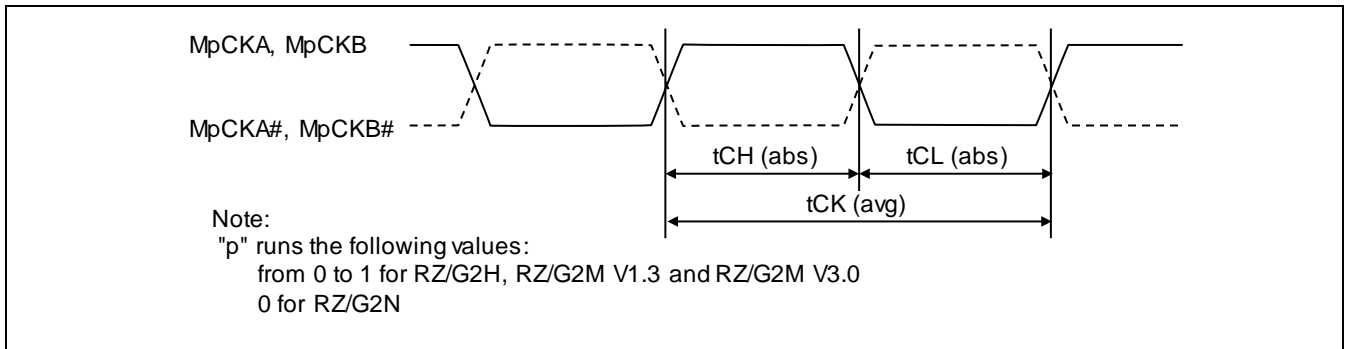 MpCKA, MpCKB
MpCKA#, MpCKB#
tCH (abs)
tCL (abs)
tCK (avg)
Note:
"p" runs the following values:
from 0 to 1 for RZ/G2H, RZ/G2M V1.3 and RZ/G2M V3.0
0 for RZ/G2N